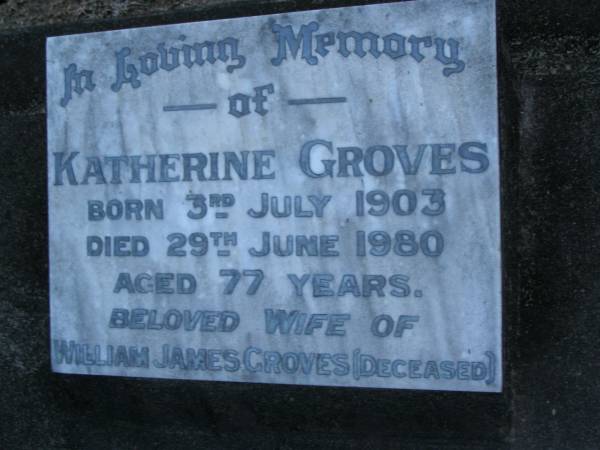 In Loving Memory
— of —
KATHERINE GROVES
BORN 3RD JULY 1903
DIED 29TH JUNE 1980
AGED 77 YEARS.
BELOVED WIFE OF
WILLIAM JAMES GROVES (DECEASED)